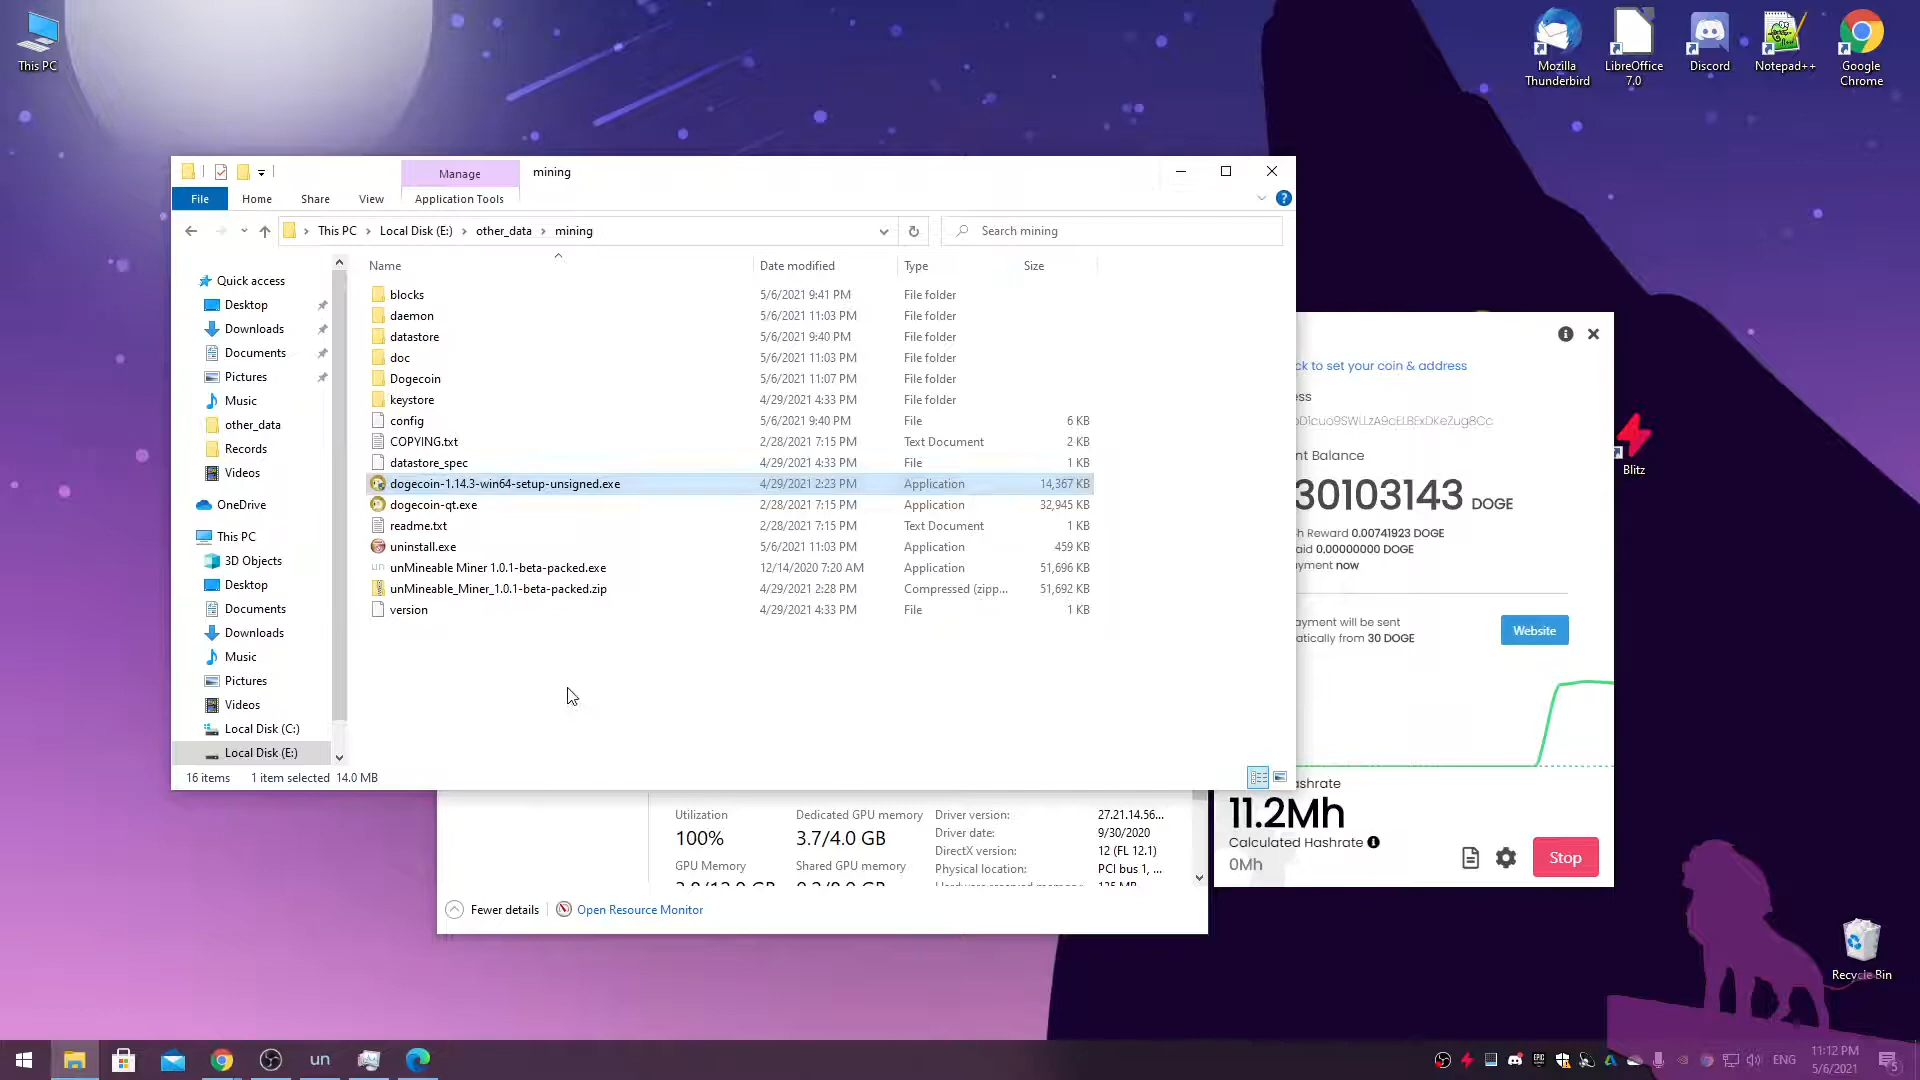 This PC
Mozilla
Thunderbird
LibreOffice
7.0
Discord
Notepad++
Google
Chrome
Manage
mining
File
Home
Share
View
Application Tools
This PC
Local Disk (E:)
other_data
mining
Search mining
Name
Date modified
Type
Size
Quick access
Desktop
Downloads
Documents
Pictures
Music
other_data
Records
Videos
OneDrive
This PC
3D Objects
Desktop
Documents
Downloads
Music
Pictures
Videos
Local Disk (C:)
Local Disk (E:)
blocks 5/6/2021 9:41 PM File folder
daemon 5/6/2021 11:03 PM File folder
datastore 5/6/2021 9:40 PM File folder
doc 5/6/2021 11:03 PM File folder
Dogecoin 5/6/2021 11:07 PM File folder
keystore 4/29/2021 4:33 PM File folder
config 5/6/2021 9:40 PM File 6 KB
COPYING.txt 2/28/2021 7:15 PM Text Document 2 KB
datastore_spec 4/29/2021 4:33 PM File 1 KB
dogecoin-1.14.3-win64-setup-unsigned.exe 4/29/2021 2:23 PM Application 14,367 KB
dogecoin-qt.exe 2/28/2021 7:15 PM Application 32,945 KB
readme.txt 2/28/2021 7:15 PM Text Document 1 KB
uninstall.exe 5/6/2021 11:03 PM Application 459 KB
unMineable Miner 1.0.1-beta-packed.exe 12/14/2020 7:20 AM Application 51,696 KB
unMineable_Miner_1.0.1-beta-packed.zip 4/29/2021 2:28 PM Compressed (zipp... 51,692 KB
version 4/29/2021 4:33 PM File 1 KB
16 items
1 item selected 14.0 MB
ck to set your coin & address
ess
nt Balance
30103143 DOGE
h Reward 0.00741923 DOGE
aid 0.00000000 DOGE
yment now
ayment will be sent
atically from 30 DOGE
Website
ashrate
11.2Mh
Calculated Hashrate
0Mh
Stop
Blitz
Utilization
100%
Dedicated GPU memory
3.7/4.0 GB
GPU Memory
Shared GPU memory
Driver version: 27.21.14.56...
Driver date: 9/30/2020
DirectX version: 12 (FL 12.1)
Physical location: PCI bus 1, ...
Fewer details
Open Resource Monitor
Recycle Bin
un
ENG
11:12 PM
5/6/2021
5